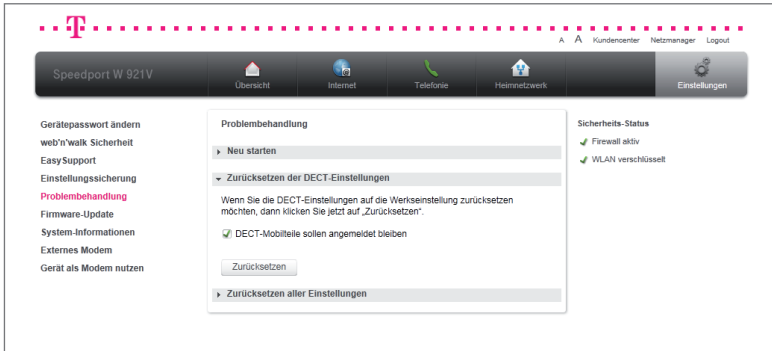 T
A A Kundencenter Netzmanager Logout
Speedport W 921V
Übersicht
Internet
Telefonie
Heimnetzwerk
Einstellungen
Gerätepasswort ändern
web'n'walk Sicherheit
EasySupport
Einstellungssicherung
Problembehandlung
Firmware-Update
System-Informationen
Externes Modem
Gerät als Modem nutzen
Problembehandlung
Neu starten
Zurücksetzen der DECT-Einstellungen
Wenn Sie die DECT-Einstellungen auf die Werkseinstellung zurücksetzen
möchten, dann klicken Sie jetzt auf „Zurücksetzen“.
DECT-Mobilteile sollen angemeldet bleiben
Zurücksetzen
Zurücksetzen aller Einstellungen
Sicherheits-Status
Firewall aktiv
WLAN verschlüsselt